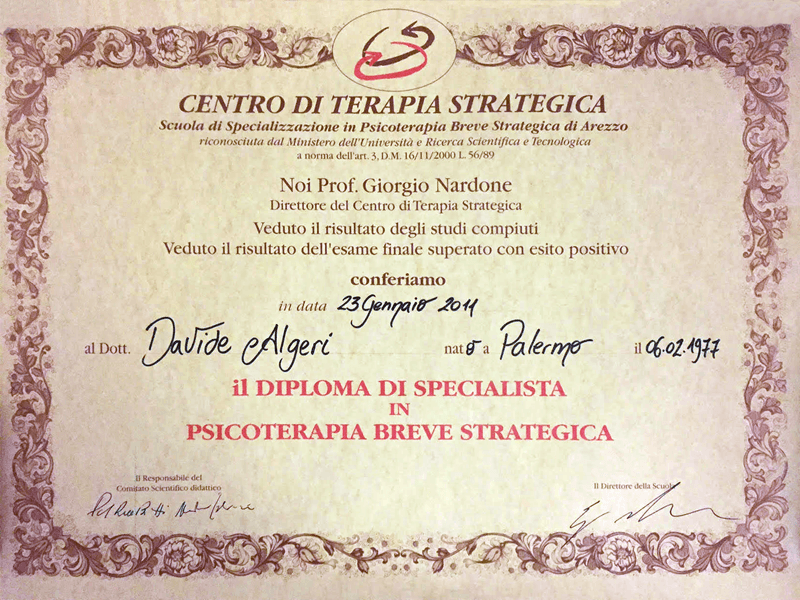 CENTRO DI TERAPIA STRATEGICA
Scuola di Specializzazione in Psicoterapia Breve Strategica di Arezzo
riconosciuta dal Ministero dell'Università e Ricerca Scientifica e Tecnologica
a norma dell'art. 3, D.M. 16/11/2000 L. 56/89
Noi Prof. Giorgio Nardone
Direttore del Centro di Terapia Strategica
Veduto il risultato degli studi compiuti
Veduto il risultato dell'esame finale superato con esito positivo
conferiamo
in data 23 Gennaio 2011
al Dott. Davide Algeri nato a Palermo il 06.02.1977
il DIPLOMA DI SPECIALISTA
IN
PSICOTERAPIA BREVE STRATEGICA
Il Responsabile del
Comitato Scientifico didattico
Il Direttore della Scuola